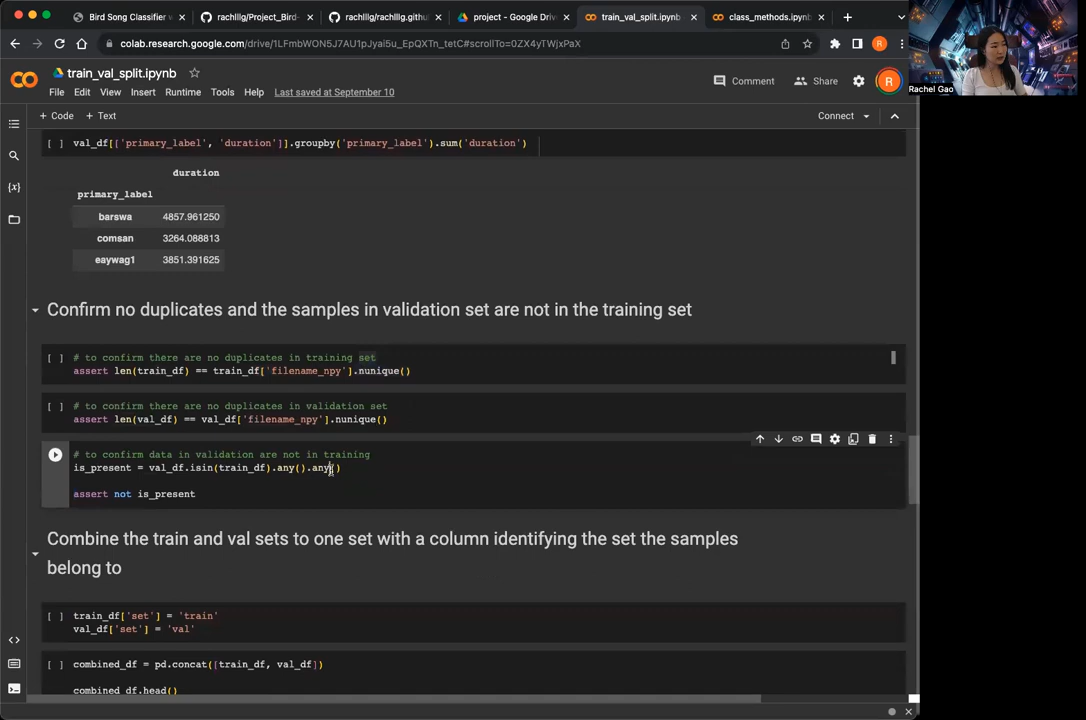 Bird Song Classifier w
rachlllg/Project_Bird-
rachlllg/rachlllg.github
project - Google Drive
train_val_split.ipynb
class_methods.ipynb
colab.research.google.com/drive/1LFmbWON5J7AU1pJyai5u_EpQXTn_tetC#scrollTo=0ZX4yTWjxPaX
R
CO
train_val_split.ipynb
Comment
Share
R
File Edit View Insert Runtime Tools Help Last saved at September 10
Rachel Gao
+ Code + Text
Connect
[ ] val_df[['primary_label', 'duration']].groupby('primary_label').sum('duration')
duration
primary_label
barswa 4857.961250
comsan 3264.088813
eaywag1 3851.391625
Confirm no duplicates and the samples in validation set are not in the training set
[ ] # to confirm there are no duplicates in training set
assert len(train_df) == train_df['filename_npy'].nunique()
[ ] # to confirm there are no duplicates in validation set
assert len(val_df) == val_df['filename_npy'].nunique()
# to confirm data in validation are not in training
is_present = val_df.isin(train_df).any().any()
assert not is_present
Combine the train and val sets to one set with a column identifying the set the samples
belong to
[ ] train_df['set'] = 'train'
val_df['set'] = 'val'
[ ] combined_df = pd.concat([train_df, val_df])
combined_df.head()